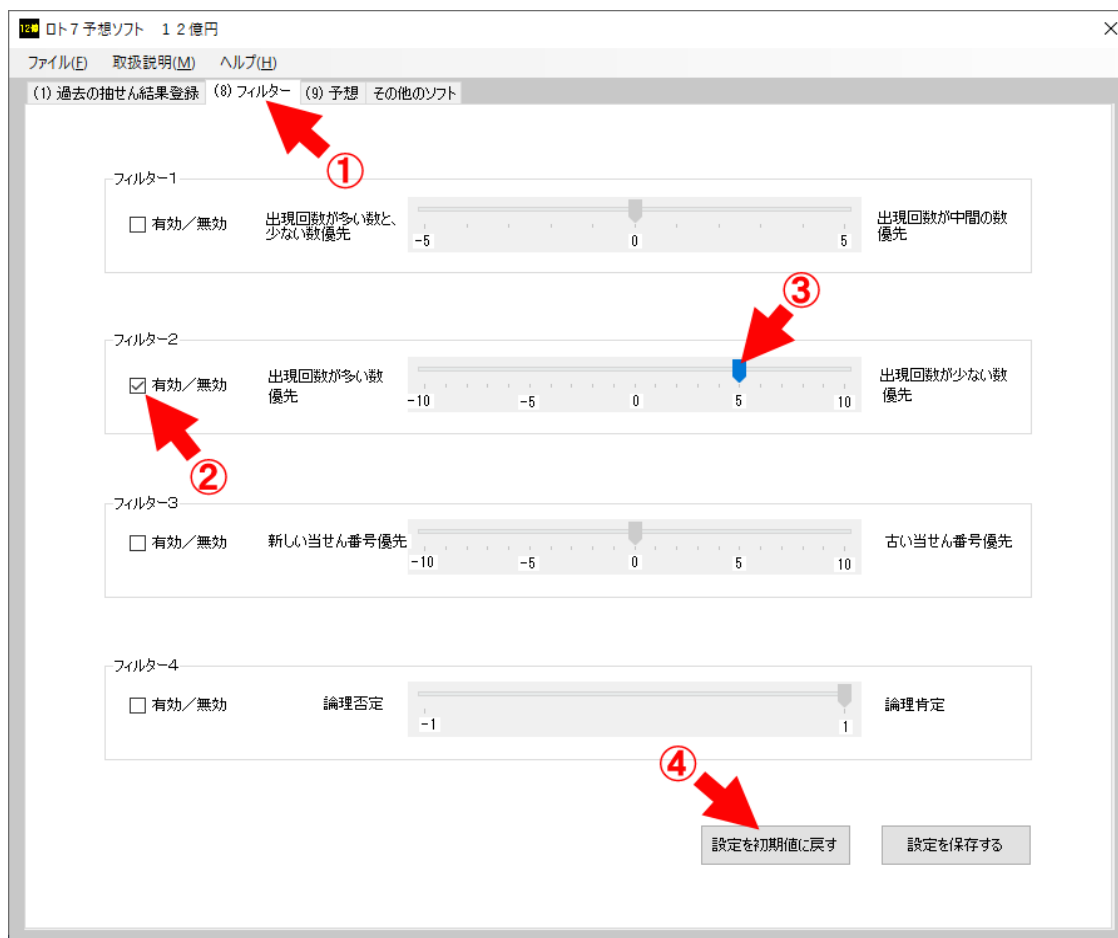 12億 ロト7予想ソフト 12億円
ファイル(F) 取扱説明(M) ヘルプ(H)
(1) 過去の抽せん結果登録 (8) フィルター (9) 予想 その他のソフト
①
フィルター1
有効/無効
出現回数が多い数と、
少ない数優先
-5 0 5
出現回数が中間の数
優先
③
フィルター2
有効/無効
出現回数が多い数
優先
-10 -5 0 5 10
出現回数が少ない数
優先
②
フィルター3
有効/無効
新しい当せん番号優先
-10 -5 0 5 10
古い当せん番号優先
フィルター4
有効/無効
論理否定
-1 1
論理肯定
④
設定を初期値に戻す 設定を保存する